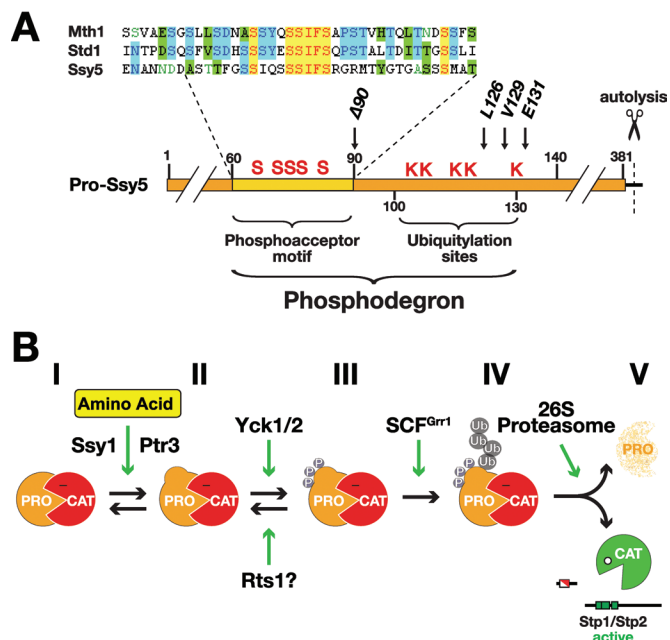 A
Mth1 SSVAESGSLLSDNASSYQSSIFSAPSTVHTQLTNDSSFS
Std1 INTPDSQSFVSDHSSSYQSSIFSQPSTALTDITTGSSLI
Ssy5 ENANNDDASTTFGSSIQSSSIFSRGRMTYGTGASSSMAT
Δ90 L126 V129 E131
autolysis
1 60 90 140 381
S SSS S KK KK K
Pro-Ssy5
100 130
Phosphoacceptor motif
Ubiquitylation sites
Phosphodegron
B
I II III IV V
Amino Acid
Ssy1 Ptr3
Yck1/2
SCFGrr1
26S
Proteasome
Ub
Ub
Ub
Ub
P P P P
P P P P
PRO – CAT
PRO – CAT
PRO – CAT
PRO – CAT
PRO
Rts1?
CAT
Stp1/Stp2
active